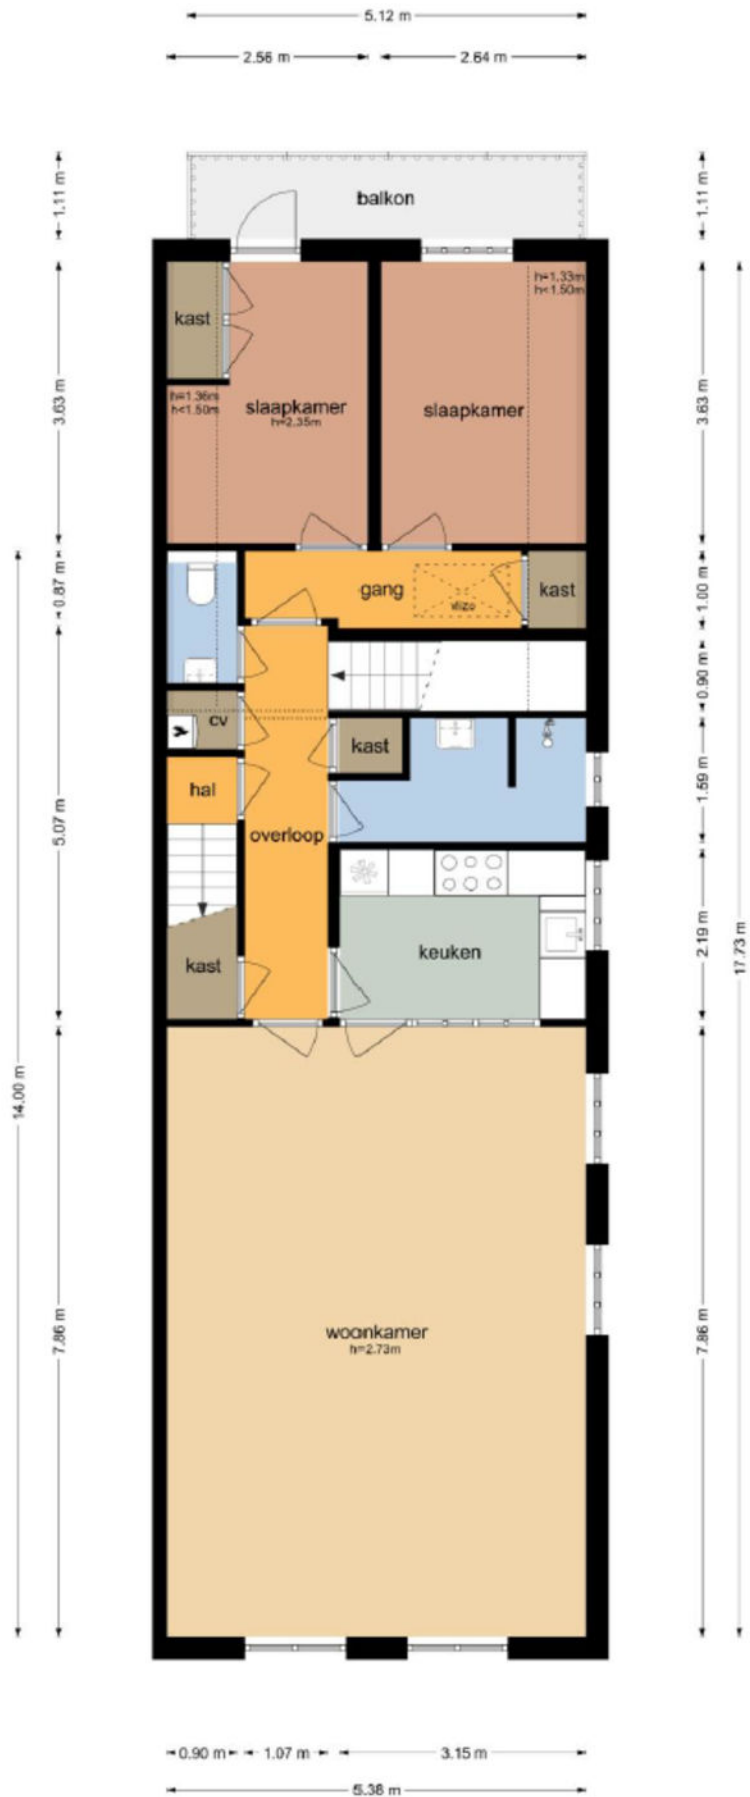 5.12 m
2.56 m
2.64 m
1.11 m
1.11 m
balkon
h=1.33m
h<1.50m
kast
3.63 m
3.63 m
h=1.36m
h<1.50m
slaapkamer
h=2.35m
slaapkamer
0.87 m
gang
vlizo
kast
1.00 m
0.90 m
cv
kast
1.59 m
hal
overloop
5.07 m
kast
keuken
2.19 m
17.73 m
14.00 m
7.86 m
woonkamer
h=2.73m
7.86 m
0.90 m
1.07 m
3.15 m
5.38 m